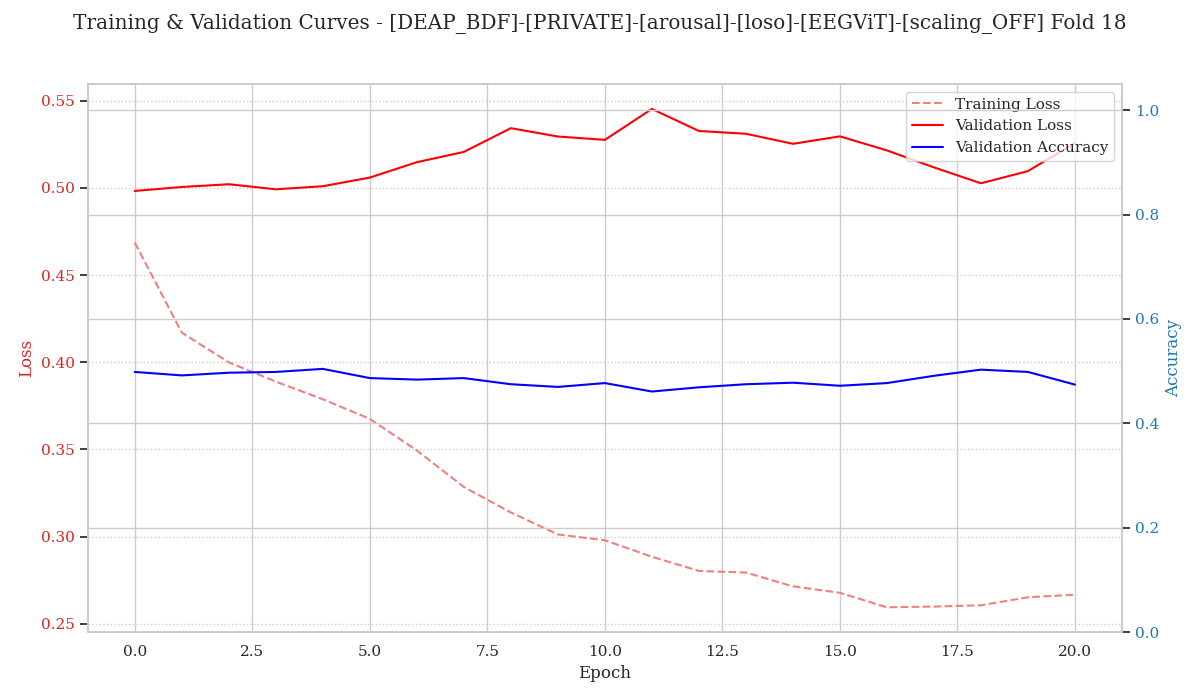 Training & Validation Curves - [DEAP_BDF]-[PRIVATE]-[arousal]-[loso]-[EEGViT]-[scaling_OFF] Fold 18
Training Loss
Validation Loss
Validation Accuracy
0.55
0.50
0.45
0.40
0.35
0.30
0.25
Loss
1.0
0.8
0.6
0.4
0.2
0.0
Accuracy
0.0 2.5 5.0 7.5 10.0 12.5 15.0 17.5 20.0
Epoch